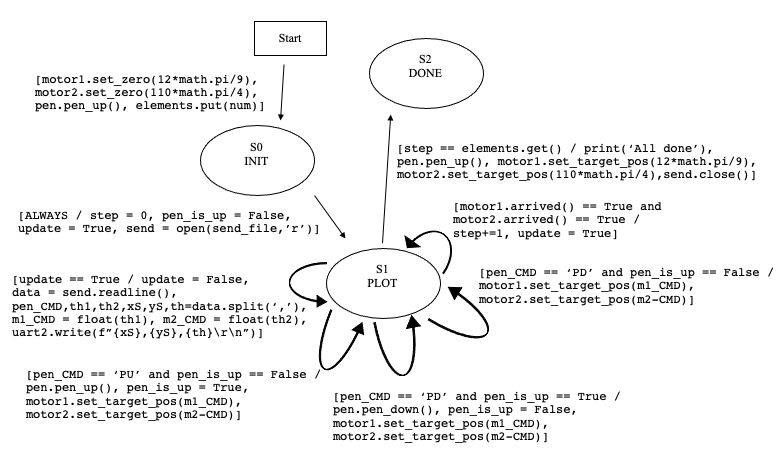 Start
[motor1.set_zero(12*math.pi/9),
motor2.set_zero(110*math.pi/4),
pen.pen_up(), elements.put(num)]
S2
DONE
S0
INIT
[step == elements.get() / print(‘All done’),
pen.pen_up(), motor1.set_target_pos(12*math.pi/9),
motor2.set_target_pos(110*math.pi/4),send.close()]
[ALWAYS / step = 0, pen_is_up = False,
update = True, send = open(send_file,’r’)]
[motor1.arrived() == True and
motor2.arrived() == True /
step+=1, update = True]
S1
PLOT
[update == True / update = False,
data = send.readline(),
pen_CMD,th1,th2,xS,yS,th=data.split(‘,’),
m1_CMD = float(th1), m2_CMD = float(th2),
uart2.write(f”{xS},{yS},{th}\r\n”)]
[pen_CMD == ‘PD’ and pen_is_up == False /
motor1.set_target_pos(m1_CMD),
motor2.set_target_pos(m2-CMD)]
[pen_CMD == ‘PU’ and pen_is_up == False /
pen.pen_up(), pen_is_up = True,
motor1.set_target_pos(m1_CMD),
motor2.set_target_pos(m2-CMD)]
[pen_CMD == ‘PD’ and pen_is_up == True /
pen.pen_down(), pen_is_up = False,
motor1.set_target_pos(m1_CMD),
motor2.set_target_pos(m2-CMD)]